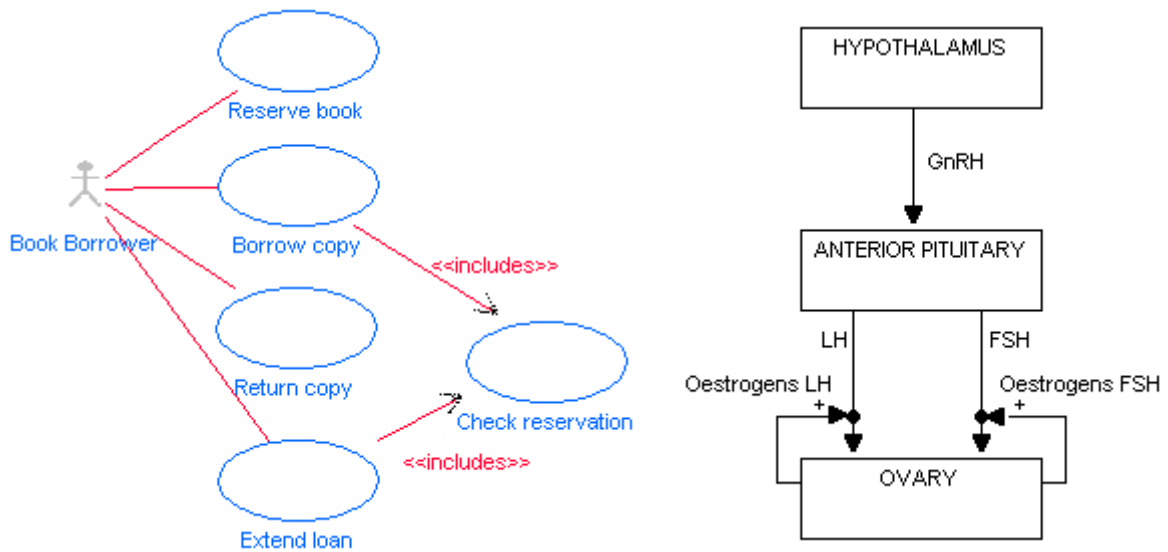 Reserve book
Book Borrower
Borrow copy
<<includes>>
Return copy
Check reservation
<<includes>>
Extend loan
HYPOTHALAMUS
GnRH
ANTERIOR PITUITARY
LH
FSH
Oestrogens LH
+
Oestrogens FSH
+
OVARY